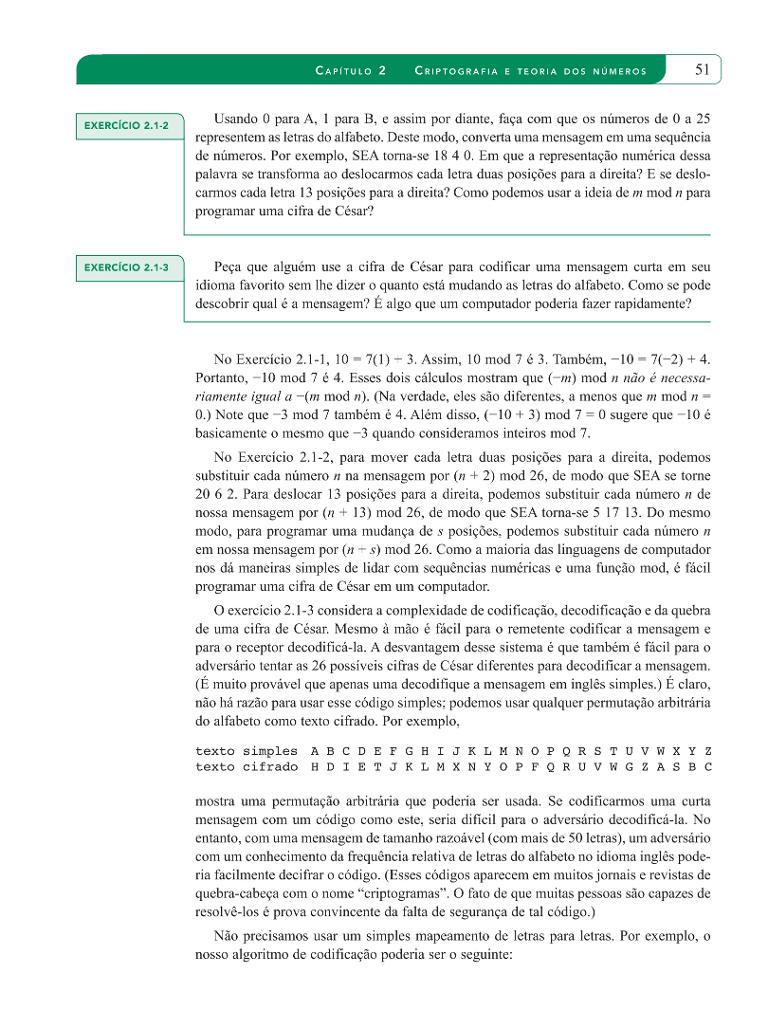 CAPÍTULO 2 CRIPTOGRAFIA E TEORIA DOS NÚMEROS 51
EXERCÍCIO 2.1-2
Usando 0 para A, 1 para B, e assim por diante, faça com que os números de 0 a 25
representem as letras do alfabeto. Deste modo, converta uma mensagem em uma sequência
de números. Por exemplo, SEA torna-se 18 4 0. Em que a representação numérica dessa
palavra se transforma ao deslocarmos cada letra duas posições para a direita? E se deslo-
carmos cada letra 13 posições para a direita? Como podemos usar a ideia de m mod n para
programar uma cifra de César?
EXERCÍCIO 2.1-3
Peça que alguém use a cifra de César para codificar uma mensagem curta em seu
idioma favorito sem lhe dizer o quanto está mudando as letras do alfabeto. Como se pode
descobrir qual é a mensagem? É algo que um computador poderia fazer rapidamente?
No Exercício 2.1-1, 10 = 7(1) + 3. Assim, 10 mod 7 é 3. Também, −10 = 7(−2) + 4.
Portanto, −10 mod 7 é 4. Esses dois cálculos mostram que (−m) mod n não é necessa-
riamente igual a −(m mod n). (Na verdade, eles são diferentes, a menos que m mod n =
0.) Note que −3 mod 7 também é 4. Além disso, (−10 + 3) mod 7 = 0 sugere que −10 é
basicamente o mesmo que −3 quando consideramos inteiros mod 7.
No Exercício 2.1-2, para mover cada letra duas posições para a direita, podemos
substituir cada número n na mensagem por (n + 2) mod 26, de modo que SEA se torne
20 6 2. Para deslocar 13 posições para a direita, podemos substituir cada número n de
nossa mensagem por (n + 13) mod 26, de modo que SEA torna-se 5 17 13. Do mesmo
modo, para programar uma mudança de s posições, podemos substituir cada número n
em nossa mensagem por (n + s) mod 26. Como a maioria das linguagens de computador
nos dá maneiras simples de lidar com sequências numéricas e uma função mod, é fácil
programar uma cifra de César em um computador.
O exercício 2.1-3 considera a complexidade de codificação, decodificação e da quebra
de uma cifra de César. Mesmo à mão é fácil para o remetente codificar a mensagem e
para o receptor decodificá-la. A desvantagem desse sistema é que também é fácil para o
adversário tentar as 26 possíveis cifras de César diferentes para decodificar a mensagem.
(É muito provável que apenas uma decodifique a mensagem em inglês simples.) É claro,
não há razão para usar esse código simples; podemos usar qualquer permutação arbitrária
do alfabeto como texto cifrado. Por exemplo,
texto simples A B C D E F G H I J K L M N O P Q R S T U V W X Y Z
texto cifrado H D I E T J K L M X N Y O P F Q R U V W G Z A S B C
mostra uma permutação arbitrária que poderia ser usada. Se codificarmos uma curta
mensagem com um código como este, seria difícil para o adversário decodificá-la. No
entanto, com uma mensagem de tamanho razoável (com mais de 50 letras), um adversário
com um conhecimento da frequência relativa de letras do alfabeto no idioma inglês pode-
ria facilmente decifrar o código. (Esses códigos aparecem em muitos jornais e revistas de
quebra-cabeça com o nome “criptogramas”. O fato de que muitas pessoas são capazes de
resolvê-los é prova convincente da falta de segurança de tal código.)
Não precisamos usar um simples mapeamento de letras para letras. Por exemplo, o
nosso algoritmo de codificação poderia ser o seguinte: